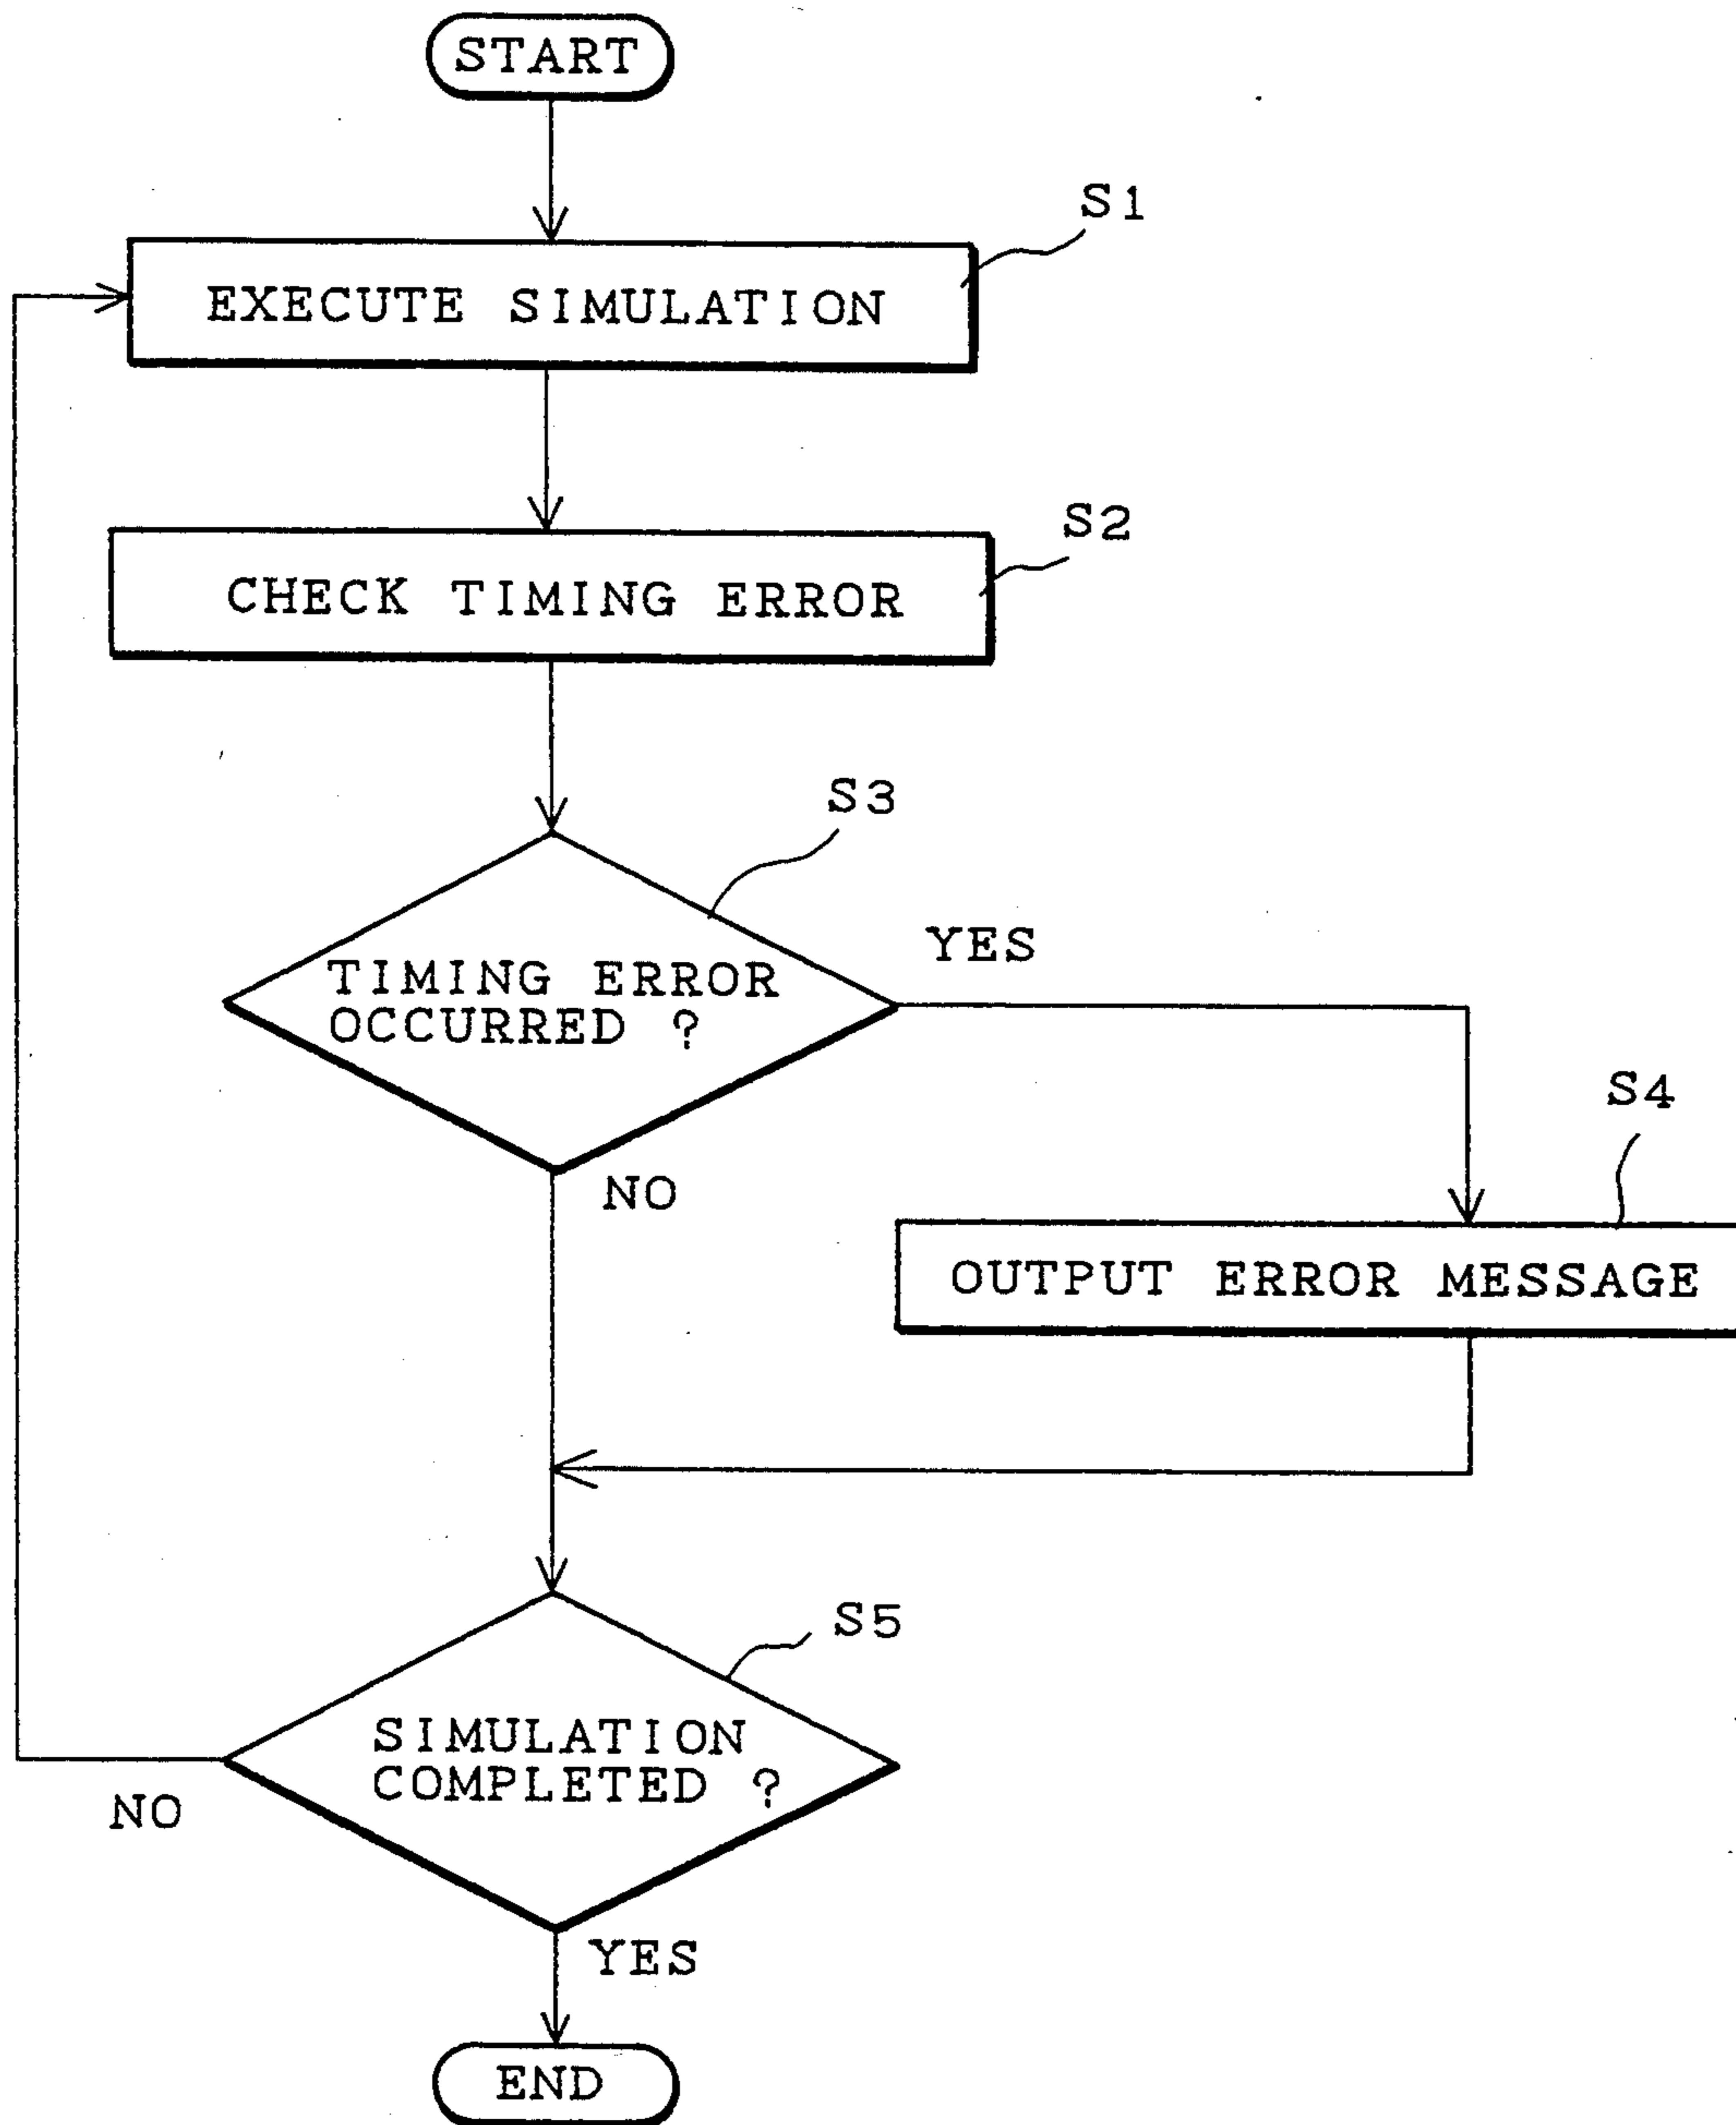 START
S1
EXECUTE SIMULATION
S2
CHECK TIMING ERROR
S3
YES
TIMING ERROR
OCCURRED ?
NO
S4
OUTPUT ERROR MESSAGE
S5
SIMULATION
COMPLETED ?
NO
YES
END